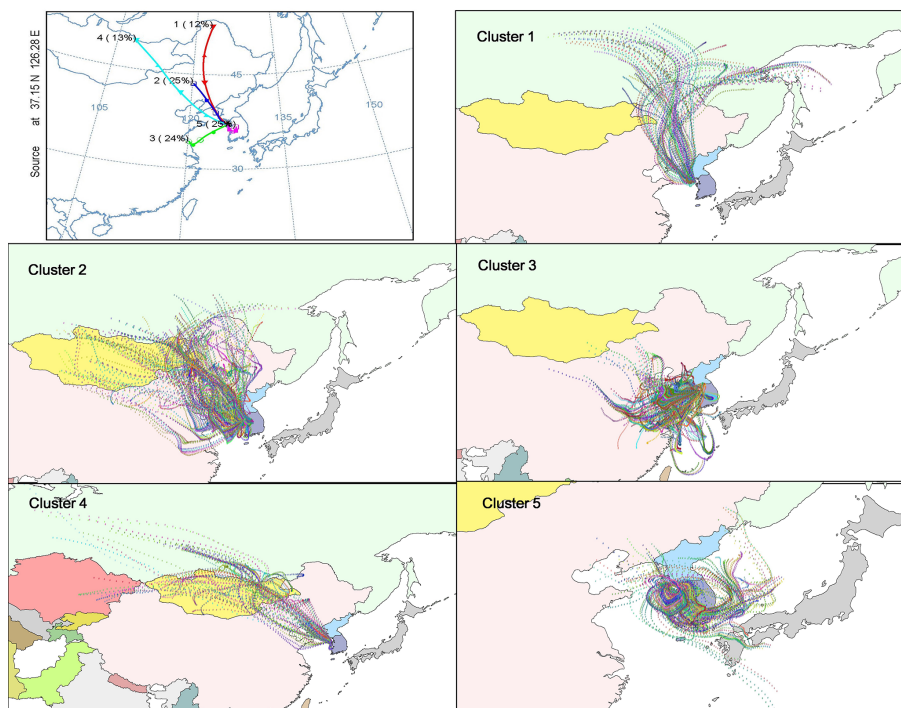 1 ( 12%)
4 ( 13%)
Source at 37.15 N 126.28 E
45
2 ( 25%)
105
150
120
5 ( 25%)
135
3 ( 24%)
30
Cluster 1
Cluster 2
Cluster 3
Cluster 4
Cluster 5